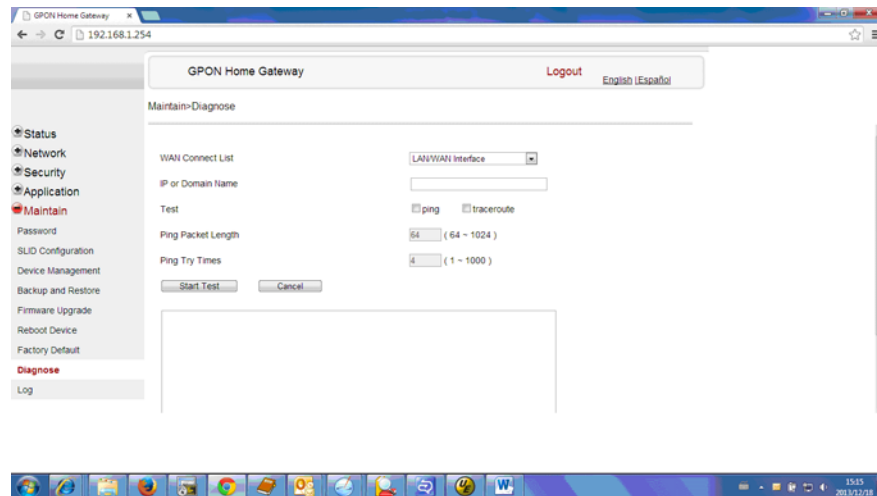 GPON Home Gateway
192.168.1.254
GPON Home Gateway
Logout
English |Español
Maintain>Diagnose
Status
Network
Security
Application
Maintain
Password
SLID Configuration
Device Management
Backup and Restore
Firmware Upgrade
Reboot Device
Factory Default
Diagnose
Log
WAN Connect List LAN/WAN Interface
IP or Domain Name
Test ping traceroute
Ping Packet Length 64 ( 64 ~ 1024 )
Ping Try Times 4 ( 1 ~ 1000 )
Start Test Cancel
15:15
2013/12/18